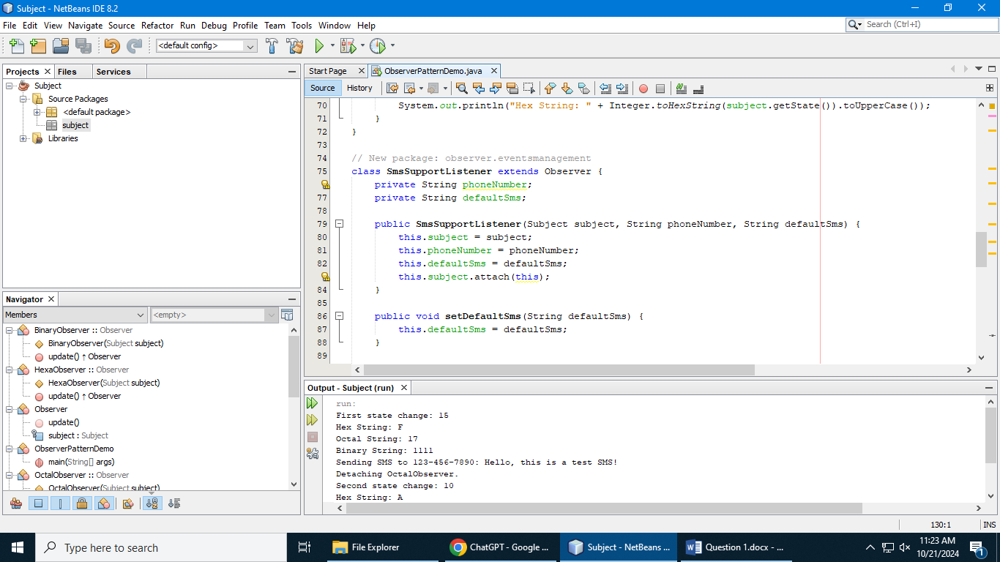 Subject - NetBeans IDE 8.2
File Edit View Navigate Source Refactor Run Debug Profile Team Tools Window Help
Search (Ctrl+I)
<default config>
Projects Files Services
Subject
Source Packages
<default package>
subject
Libraries
Navigator
Members
<empty>
BinaryObserver :: Observer
BinaryObserver(Subject subject)
update() ↑ Observer
HexaObserver :: Observer
HexaObserver(Subject subject)
update() ↑ Observer
Observer
update()
subject : Subject
ObserverPatternDemo
main(String[] args)
OctalObserver :: Observer
OctalObserver(Subject subject)
Start Page ObserverPatternDemo.java
Source History
70 System.out.println("Hex String: " + Integer.toHexString(subject.getState()).toUpperCase());
71 }
72 }
73
74 // New package: observer.eventsmanagement
75 class SmsSupportListener extends Observer {
private String phoneNumber;
77 private String defaultSms;
78
79 public SmsSupportListener(Subject subject, String phoneNumber, String defaultSms) {
80 this.subject = subject;
81 this.phoneNumber = phoneNumber;
82 this.defaultSms = defaultSms;
this.subject.attach(this);
84 }
85
86 public void setDefaultSms(String defaultSms) {
87 this.defaultSms = defaultSms;
88 }
89
Output - Subject (run)
run:
First state change: 15
Hex String: F
Octal String: 17
Binary String: 1111
Sending SMS to 123-456-7890: Hello, this is a test SMS!
Detaching OctalObserver.
Second state change: 10
Hex String: A
130:1 INS
Type here to search
File Explorer
ChatGPT - Google ...
Subject - NetBeans ...
Question 1.docx - ...
11:23 AM
10/21/2024
1